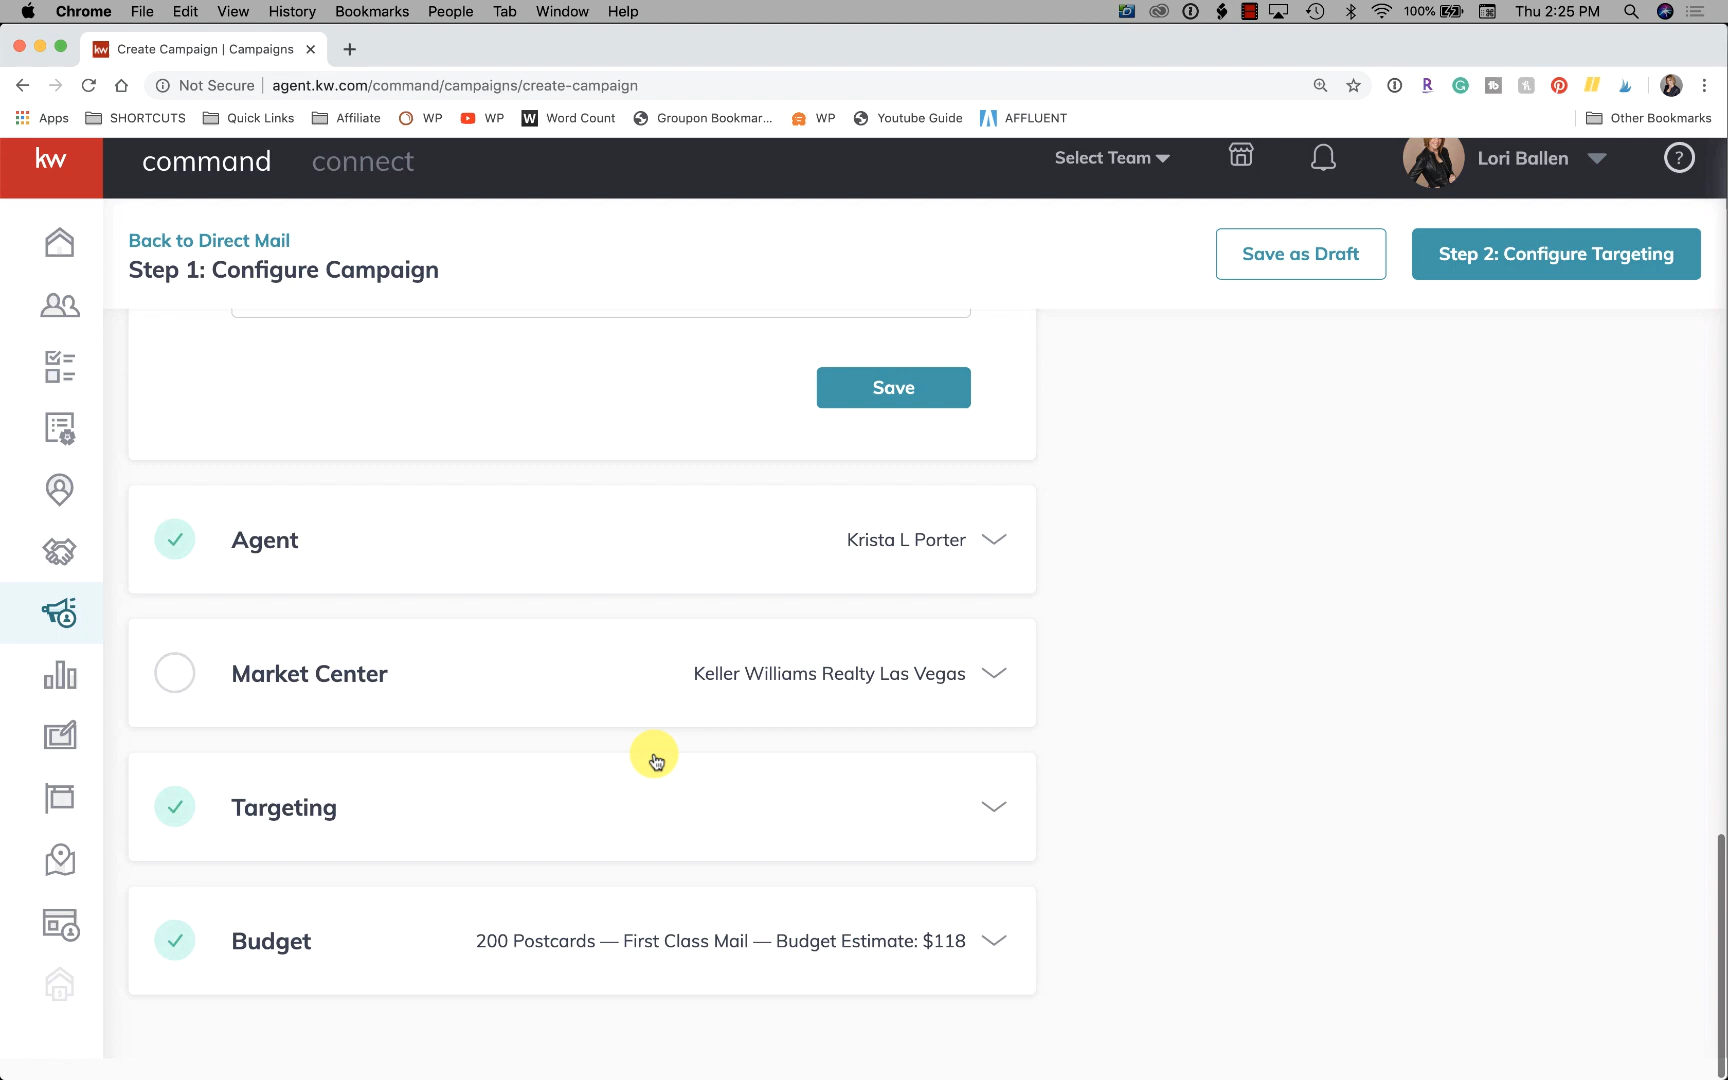 Chrome File Edit View History Bookmarks People Tab Window Help 100% Thu 2:25 PM
kw Create Campaign | Campaigns
Not Secure | agent.kw.com/command/campaigns/create-campaign
Apps SHORTCUTS Quick Links Affiliate WP WP W Word Count Groupon Bookmar... WP Youtube Guide AFFLUENT Other Bookmarks
kw command connect Select Team Lori Ballen ?
Back to Direct Mail
Step 1: Configure Campaign
Save as Draft
Step 2: Configure Targeting
Save
Agent Krista L Porter
Market Center Keller Williams Realty Las Vegas
Targeting
Budget 200 Postcards — First Class Mail — Budget Estimate: $118